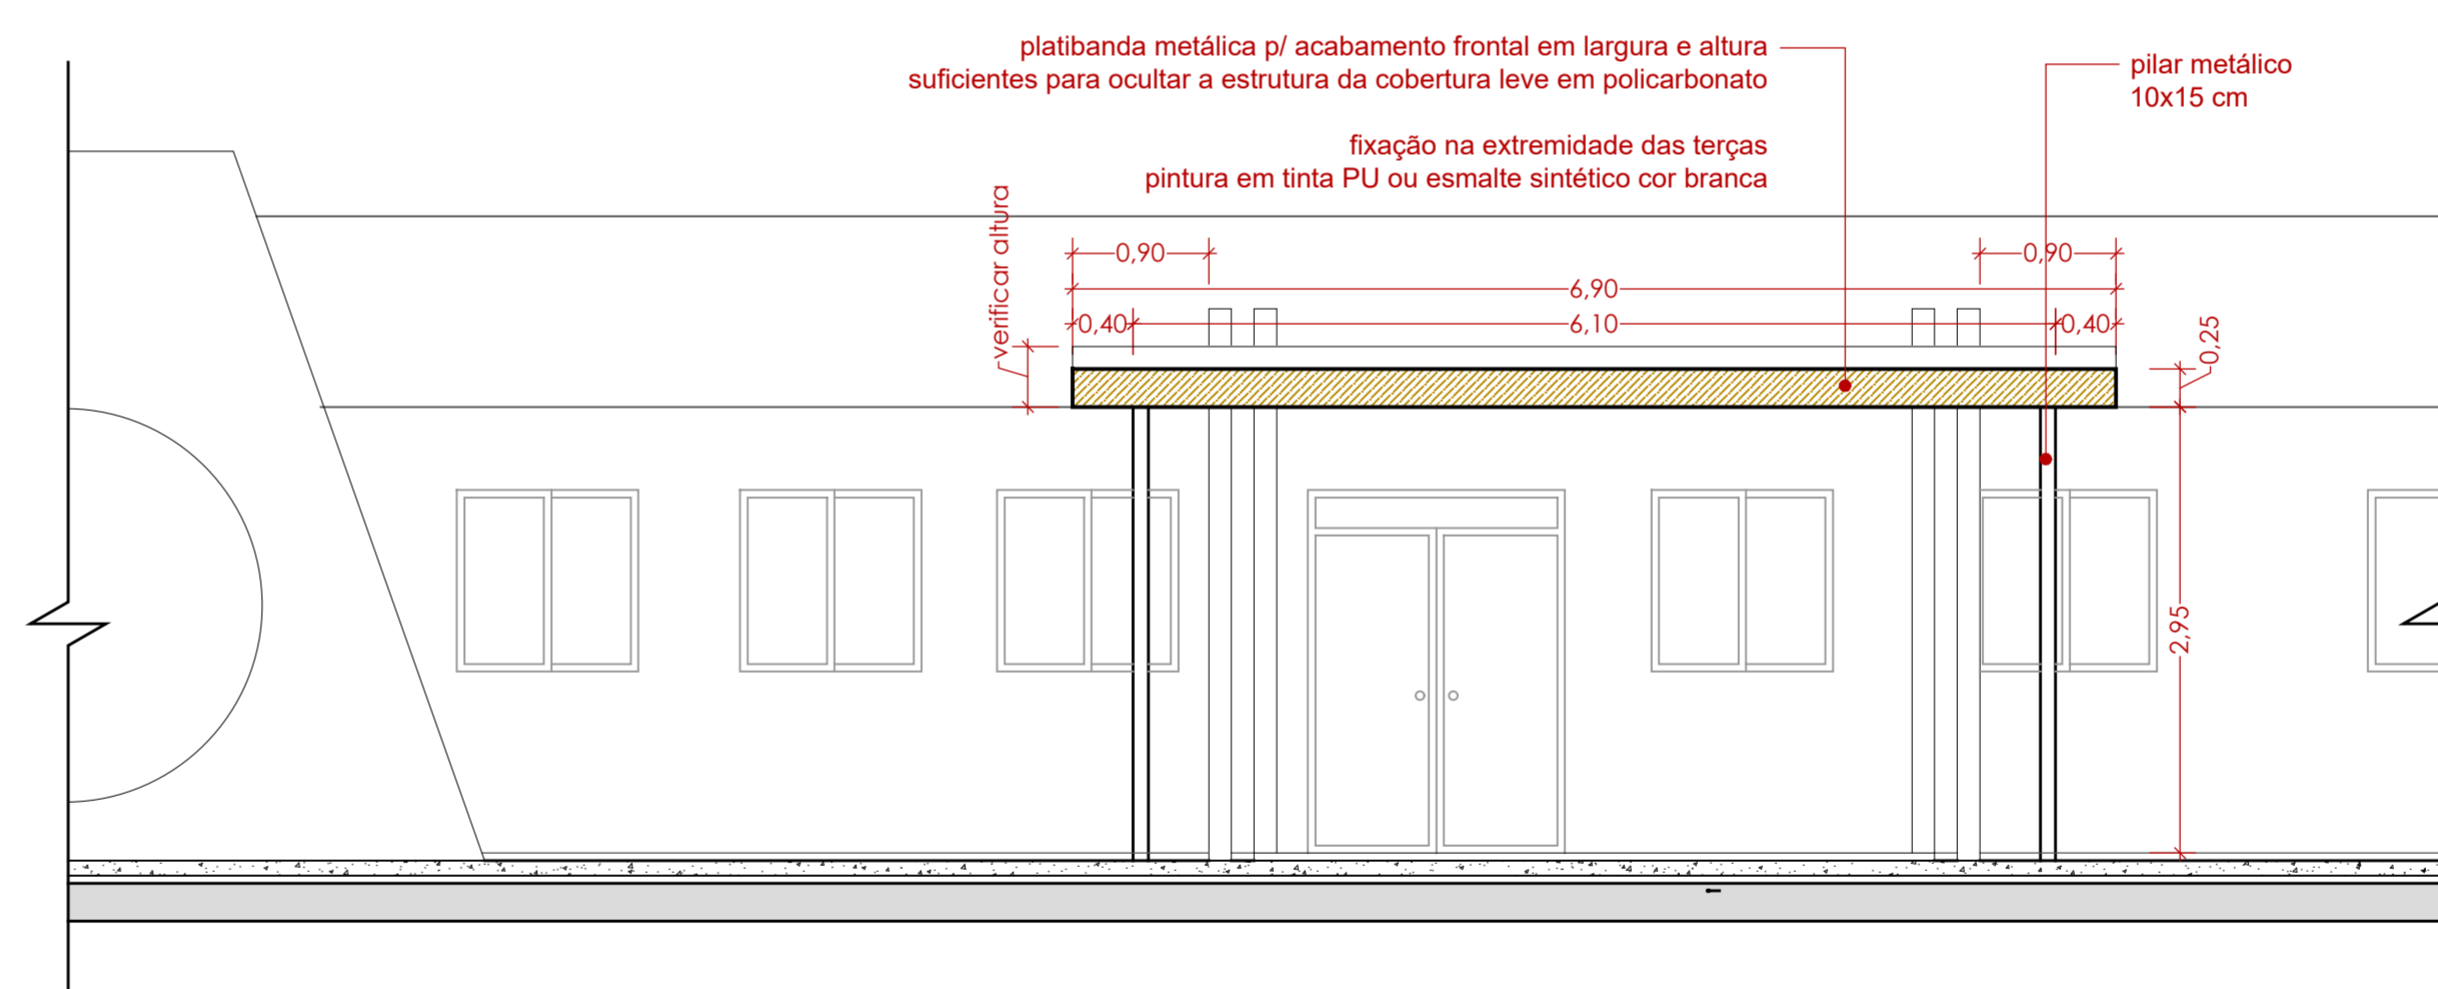 platibanda metálica p/ acabamento frontal em largura e altura
suficientes para ocultar a estrutura da cobertura leve em policarbonato
pilar metálico
10x15 cm
fixação na extremidade das terças
pintura em tinta PU ou esmalte sintético cor branca
verificar altura
0,90
0,90
6,90
0,40
6,10
0,40
0,25
2,95